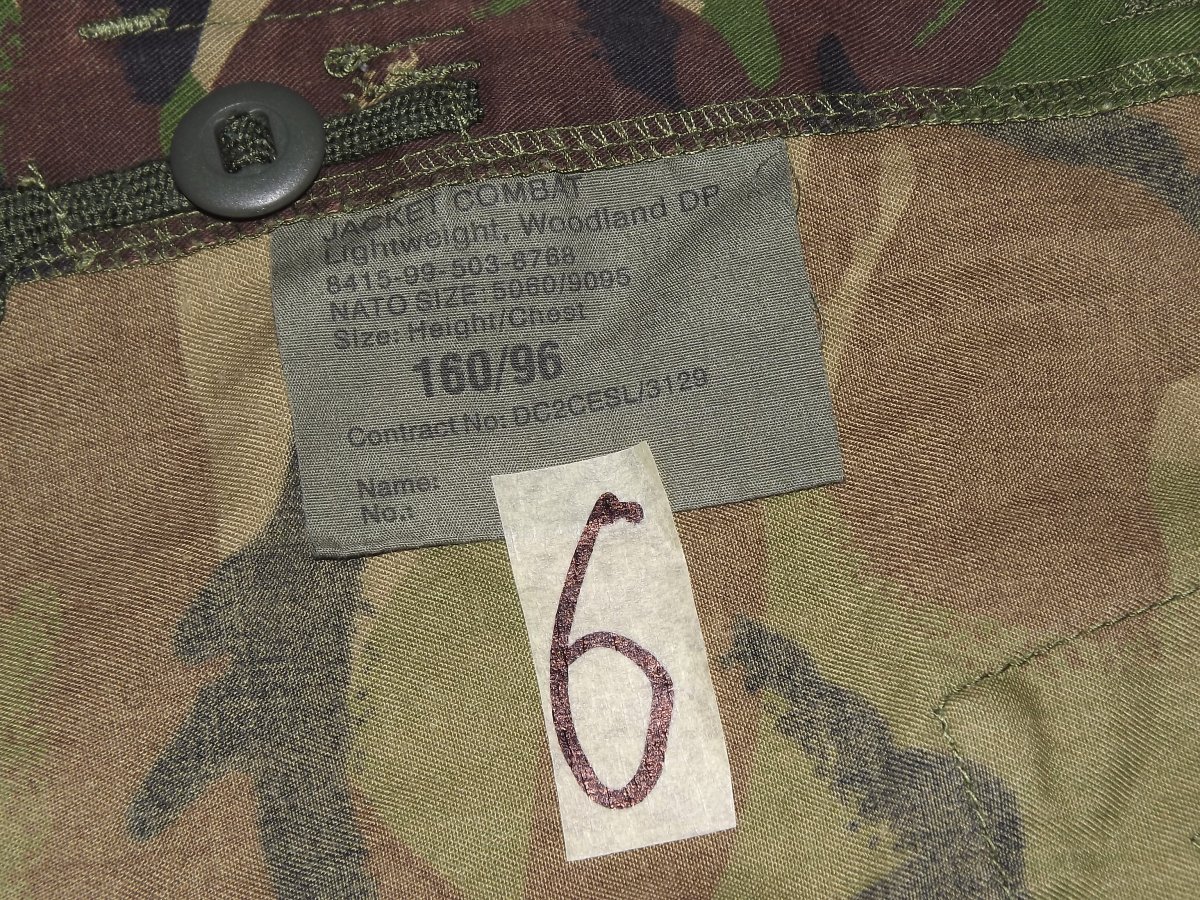 JACKET COMBAT
Lightweight, Woodland DP
8415-99-503-8768
NATO SIZE: 5060/9095
Size: Height/Chest
160/96
Contract No: DC2CESL/3129
Name:
No.:
6